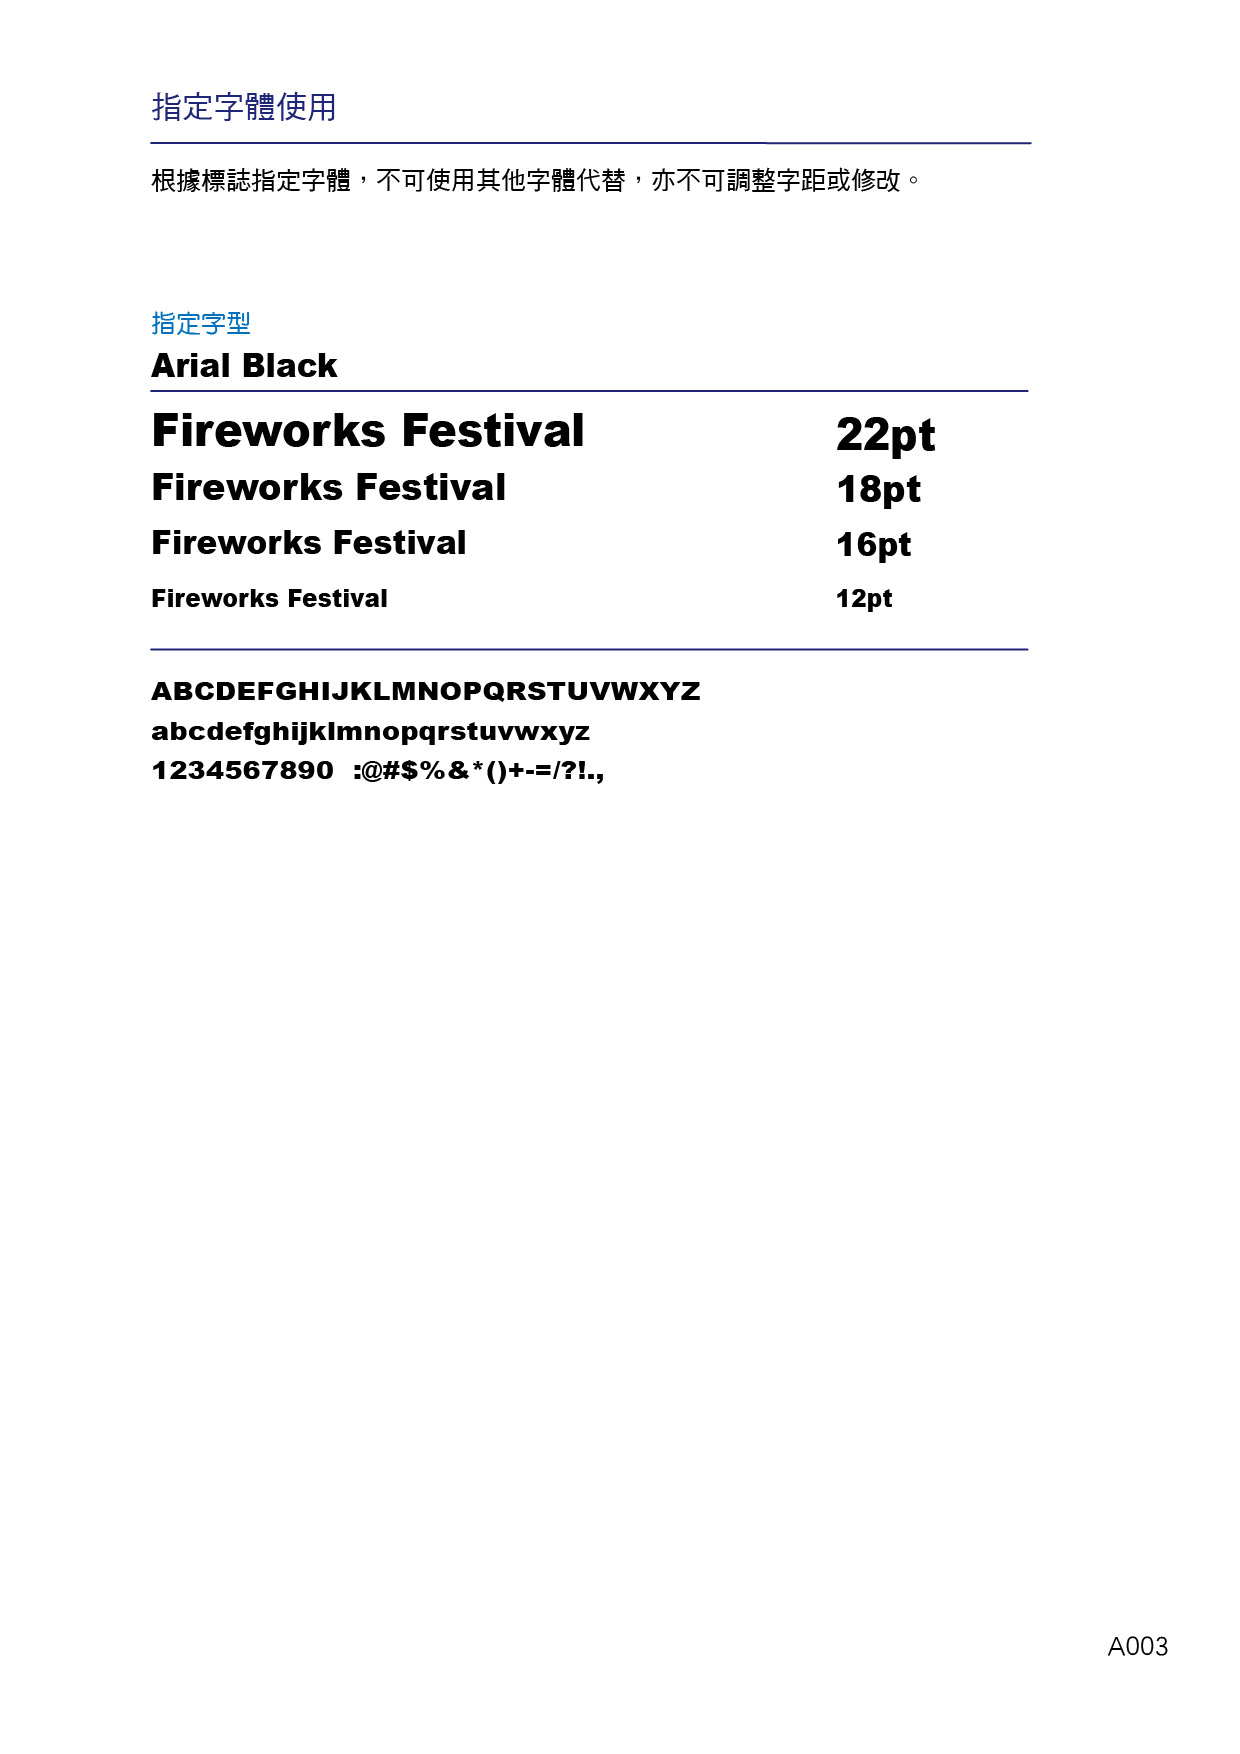 指定字體使用
根據標誌指定字體，不可使用其他字體代替，亦不可調整字距或修改。
指定字型
Arial Black
Fireworks Festival 22pt
Fireworks Festival 18pt
Fireworks Festival 16pt
Fireworks Festival 12pt
ABCDEFGHIJKLMNOPQRSTUVWXYZ
abcdefghijklmnopqrstuvwxyz
1234567890 :@#$%&*()+-=/?!.,
A003